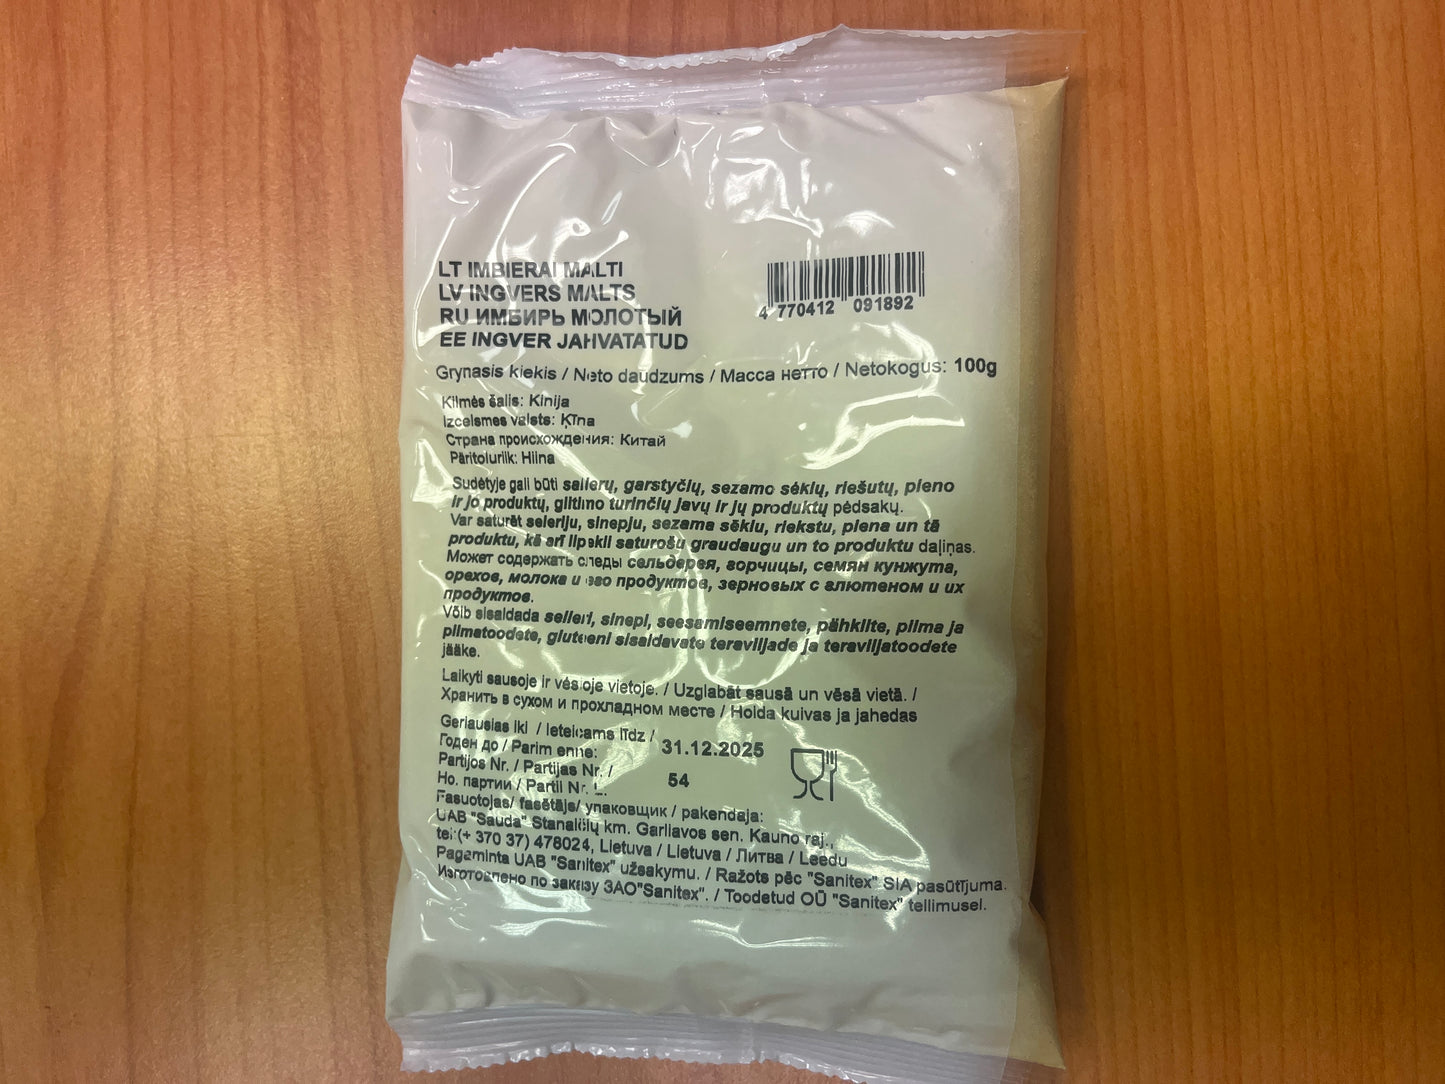 LT IMBIERAI MALTI
LV INGVERS MALTS
RU ИМБИРЬ МОЛОТЫЙ
EE INGVER JAHVATATUD
4 770412 091892
Grynasis kiekis / Neto daudzums / Масса нетто / Netokogus: 100g
Kilmės šalis: Kinija
Izcelsmes valsts: Ķīna
Страна происхождения: Китай
Päritoluriik: Hiina
Sudėtyje gali būti salierų, garstyčių, sezamo sėklų, riešutų, pieno
ir jo produktų, glitimo turinčių javų ir jų produktų pėdsakų.
Var saturēt seleriju, sinepju, sezama sēklu, riekstu, piena un tā
produktu, kā arī lipekli saturošu graudaugu un to produktu daļiņas.
Может содержать следы сельдерея, горчицы, семян кунжута,
орехов, молока и его продуктов, зерновых с глютеном и их
продуктов.
Võib sisaldada selleri, sinepi, seesamiseemnete, pähklite, piima ja
piimatoodete, gluteeni sisaldavate teraviljade ja teraviljatoodete
jääke.
Laikyti sausoje ir vėsioje vietoje. / Uzglabāt sausā un vēsā vietā. /
Хранить в сухом и прохладном месте / Hoida kuivas ja jahedas
Geriausias iki / Ieteicams līdz /
Годен до / Parim enne: 31.12.2025
Partijos Nr. / Partijas Nr. /
Но. партии / Partii Nr. L: 54
Fasuotojas/ fasētājs/ упаковщик / pakendaja:
UAB "Sauda" Stanaičių km. Garliavos sen. Kauno raj.,
tel:(+ 370 37) 478024, Lietuva / Lietuva / Литва / Leedu
Pagaminta UAB "Sanitex" užsakymu. / Ražots pēc "Sanitex" SIA pasūtījuma.
Изготовлено по заказу ЗАО"Sanitex". / Toodetud OÜ "Sanitex" tellimusel.